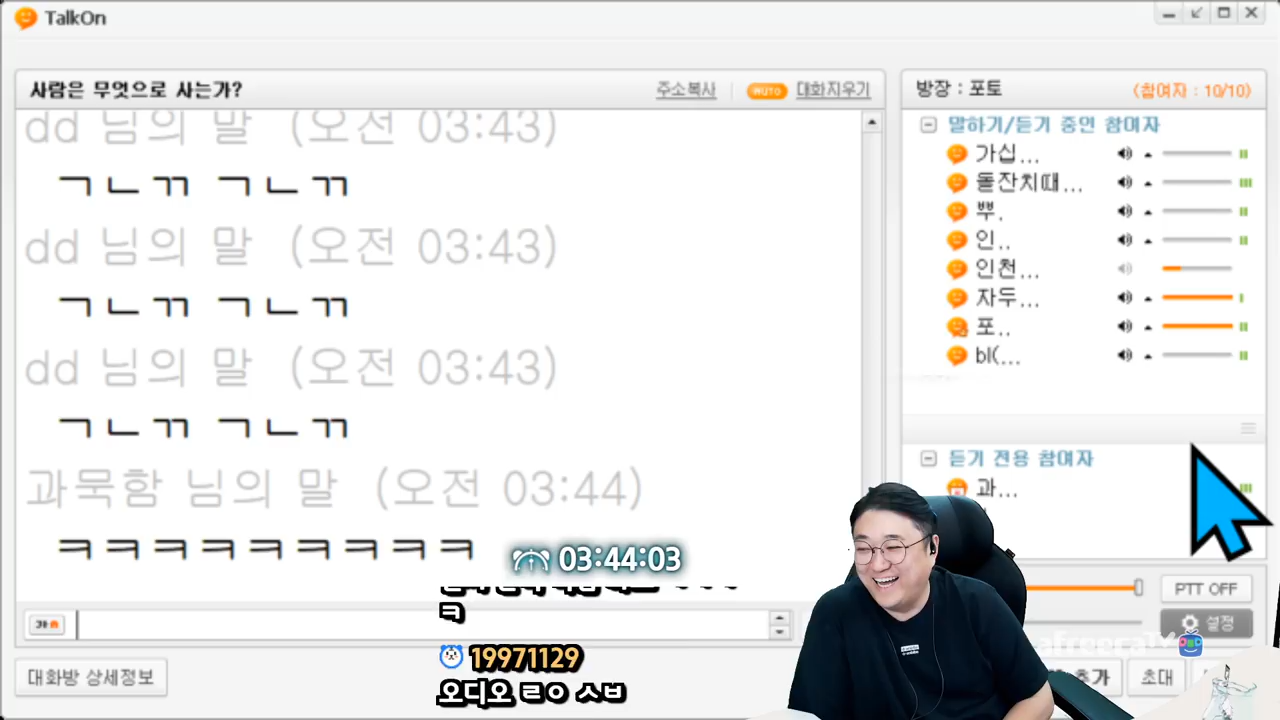 TalkOn
사람은 무엇으로 사는가?
주소복사
AUTO
대화지우기
dd 님의 말 (오전 03:43)
ㄱㄴㄲ ㄱㄴㄲ
dd 님의 말 (오전 03:43)
ㄱㄴㄲ ㄱㄴㄲ
dd 님의 말 (오전 03:43)
ㄱㄴㄲ ㄱㄴㄲ
과묵함 님의 말 (오전 03:44)
ㅋㅋㅋㅋㅋㅋㅋㅋㅋ
03:44:03
ㅋ
19971129
오디오 ㄹㅇ ㅅㅂ
가
대화방 상세정보
방장 : 포토
(참여자 : 10/10)
말하기/듣기 중인 참여자
가십...
돌잔치때...
뿌.
인..
인천...
자두...
포..
bl(...
듣기 전용 참여자
과...
PTT OFF
설정
afreecaTV
추가
초대